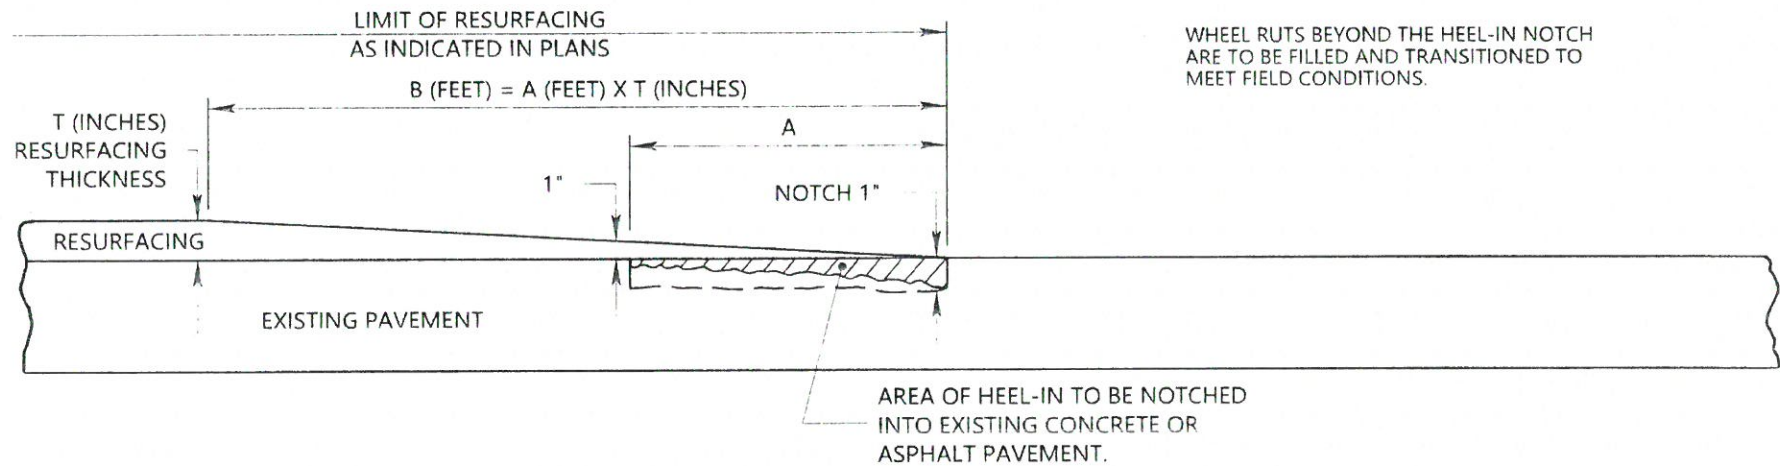 LIMIT OF RESURFACING
AS INDICATED IN PLANS
WHEEL RUTS BEYOND THE HEEL-IN NOTCH
ARE TO BE FILLED AND TRANSITIONED TO
MEET FIELD CONDITIONS.
B (FEET) = A (FEET) X T (INCHES)
T (INCHES)
RESURFACING
THICKNESS
A
1"
NOTCH 1"
RESURFACING
EXISTING PAVEMENT
AREA OF HEEL-IN TO BE NOTCHED
INTO EXISTING CONCRETE OR
ASPHALT PAVEMENT.